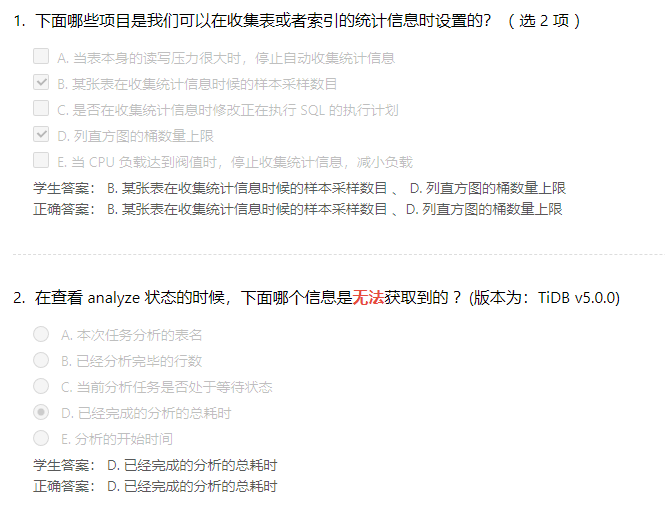 1. 下面哪些项目是我们可以在收集表或者索引的统计信息时设置的？（选 2 项 ）
A. 当表本身的读写压力很大时，停止自动收集统计信息
B. 某张表在收集统计信息时候的样本采样数目
C. 是否在收集统计信息时修改正在执行 SQL 的执行计划
D. 列直方图的桶数量上限
E. 当 CPU 负载达到阀值时，停止收集统计信息，减小负载
学生答案： B. 某张表在收集统计信息时候的样本采样数目 、 D. 列直方图的桶数量上限
正确答案： B. 某张表在收集统计信息时候的样本采样数目 、D. 列直方图的桶数量上限
2. 在查看 analyze 状态的时候，下面哪个信息是无法获取到的 ？(版本为：TiDB v5.0.0)
A. 本次任务分析的表名
B. 已经分析完毕的行数
C. 当前分析任务是否处于等待状态
D. 已经完成的分析的总耗时
E. 分析的开始时间
学生答案： D. 已经完成的分析的总耗时
正确答案： D. 已经完成的分析的总耗时